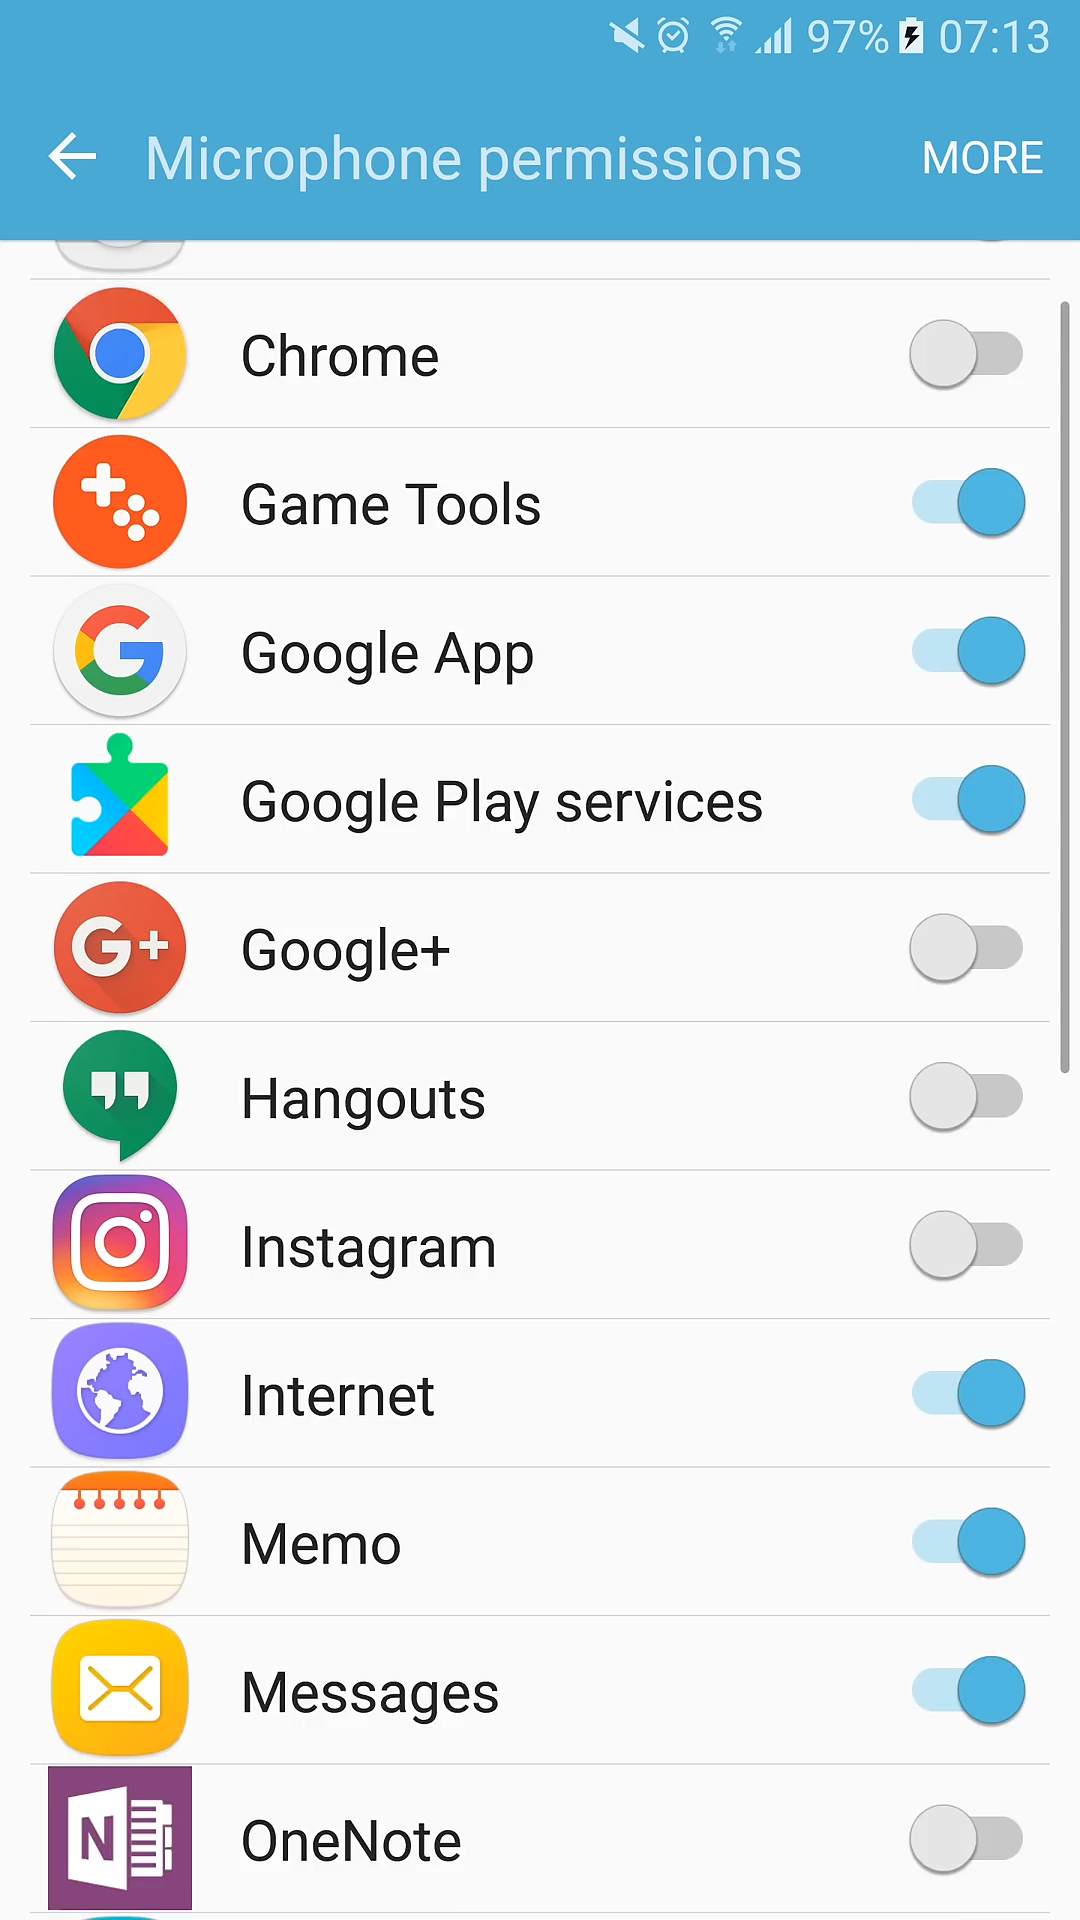 97% 07:13
Microphone permissions MORE
Chrome
Game Tools
Google App
Google Play services
G+ Google+
Hangouts
Instagram
Internet
Memo
Messages
N OneNote